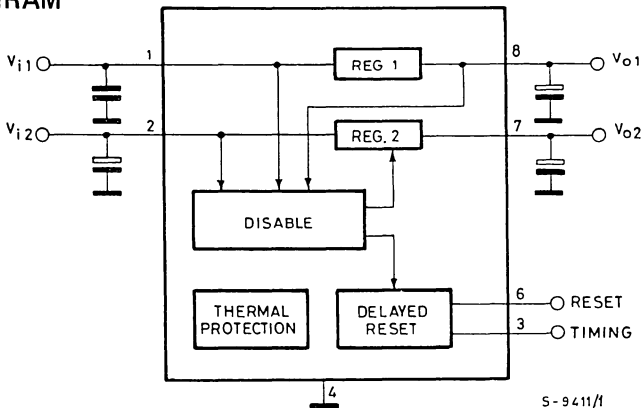 Vi1
1
REG 1
8
Vo1
Vi2
2
REG. 2
7
Vo2
DISABLE
THERMAL
PROTECTION
DELAYED
RESET
6
RESET
3
TIMING
4
S-9411/1